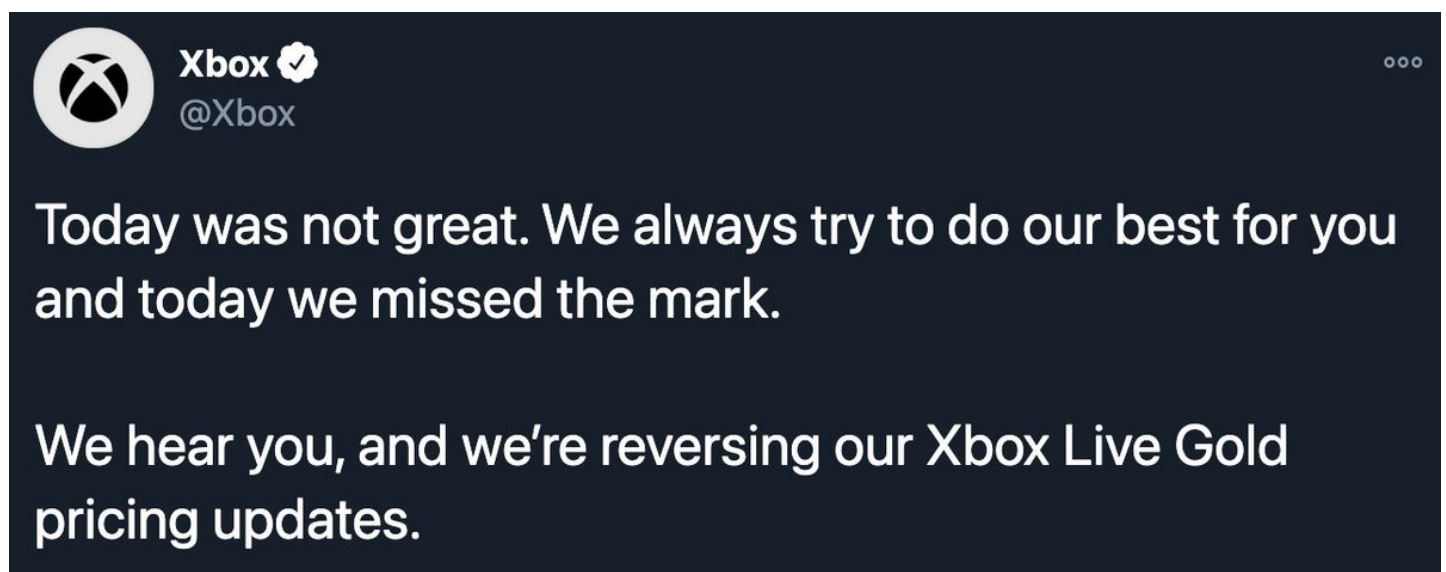 Xbox
@Xbox
Today was not great. We always try to do our best for you
and today we missed the mark.
We hear you, and we’re reversing our Xbox Live Gold
pricing updates.